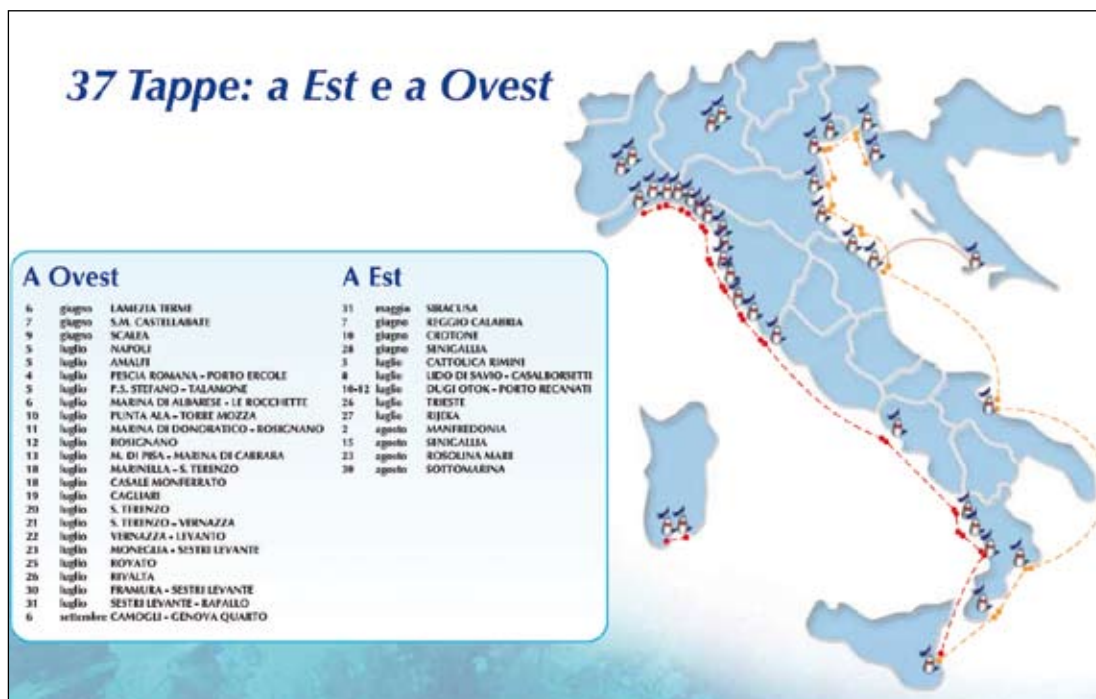 37 Tappe: a Est e a Ovest
A Ovest
6 giugno LAMEZIA TERME
7 giugno S.M. CASTELLABATE
9 giugno SCALEA
5 luglio NAPOLI
5 luglio AMALFI
4 luglio PESCIA ROMANA - PORTO ERCOLE
5 luglio P.S. STEFANO - TALAMONE
6 luglio MARINA DI ALBARESE - LE ROCCHETTE
10 luglio PUNTA ALA - TORRE MOZZA
11 luglio MARINA DI DONORATICO - ROSIGNANO
12 luglio ROSIGNANO
13 luglio M. DI PISA - MARINA DI CARRARA
18 luglio MARINELLA - S. TERENZO
18 luglio CASALE MONFERRATO
19 luglio CAGLIARI
20 luglio S. TERENZO
21 luglio S. TERENZO - VERNAZZA
22 luglio VERNAZZA - LEVANTO
23 luglio MONEGLIA - SESTRI LEVANTE
25 luglio ROVATO
26 luglio RIVALTA
30 luglio FRAMURA - SESTRI LEVANTE
31 luglio SESTRI LEVANTE - RAPALLO
6 settembre CAMOGLI - GENOVA QUARTO
A Est
31 maggio SIRACUSA
7 giugno REGGIO CALABRIA
10 giugno CROTONE
28 giugno SENIGALLIA
3 luglio CATTOLICA RIMINI
8 luglio LIDO DI SAVIO - CASALBORSETTI
10-12 luglio DUGI OTOK - PORTO RECANATI
26 luglio TRIESTE
27 luglio RIJEKA
2 agosto MANFREDONIA
15 agosto SENIGALLIA
23 agosto ROSOLINA MARE
30 agosto SOTTOMARINA